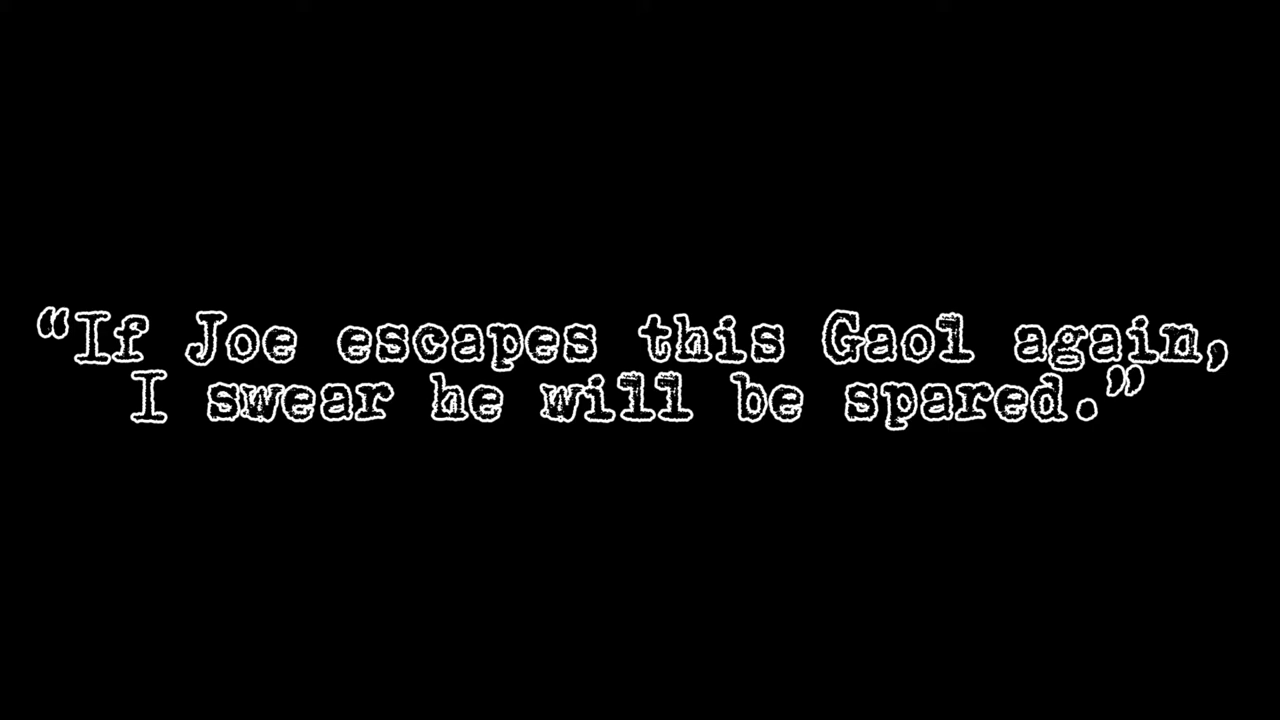 “If Joe escapes this Gaol again,
I swear he will be spared.”